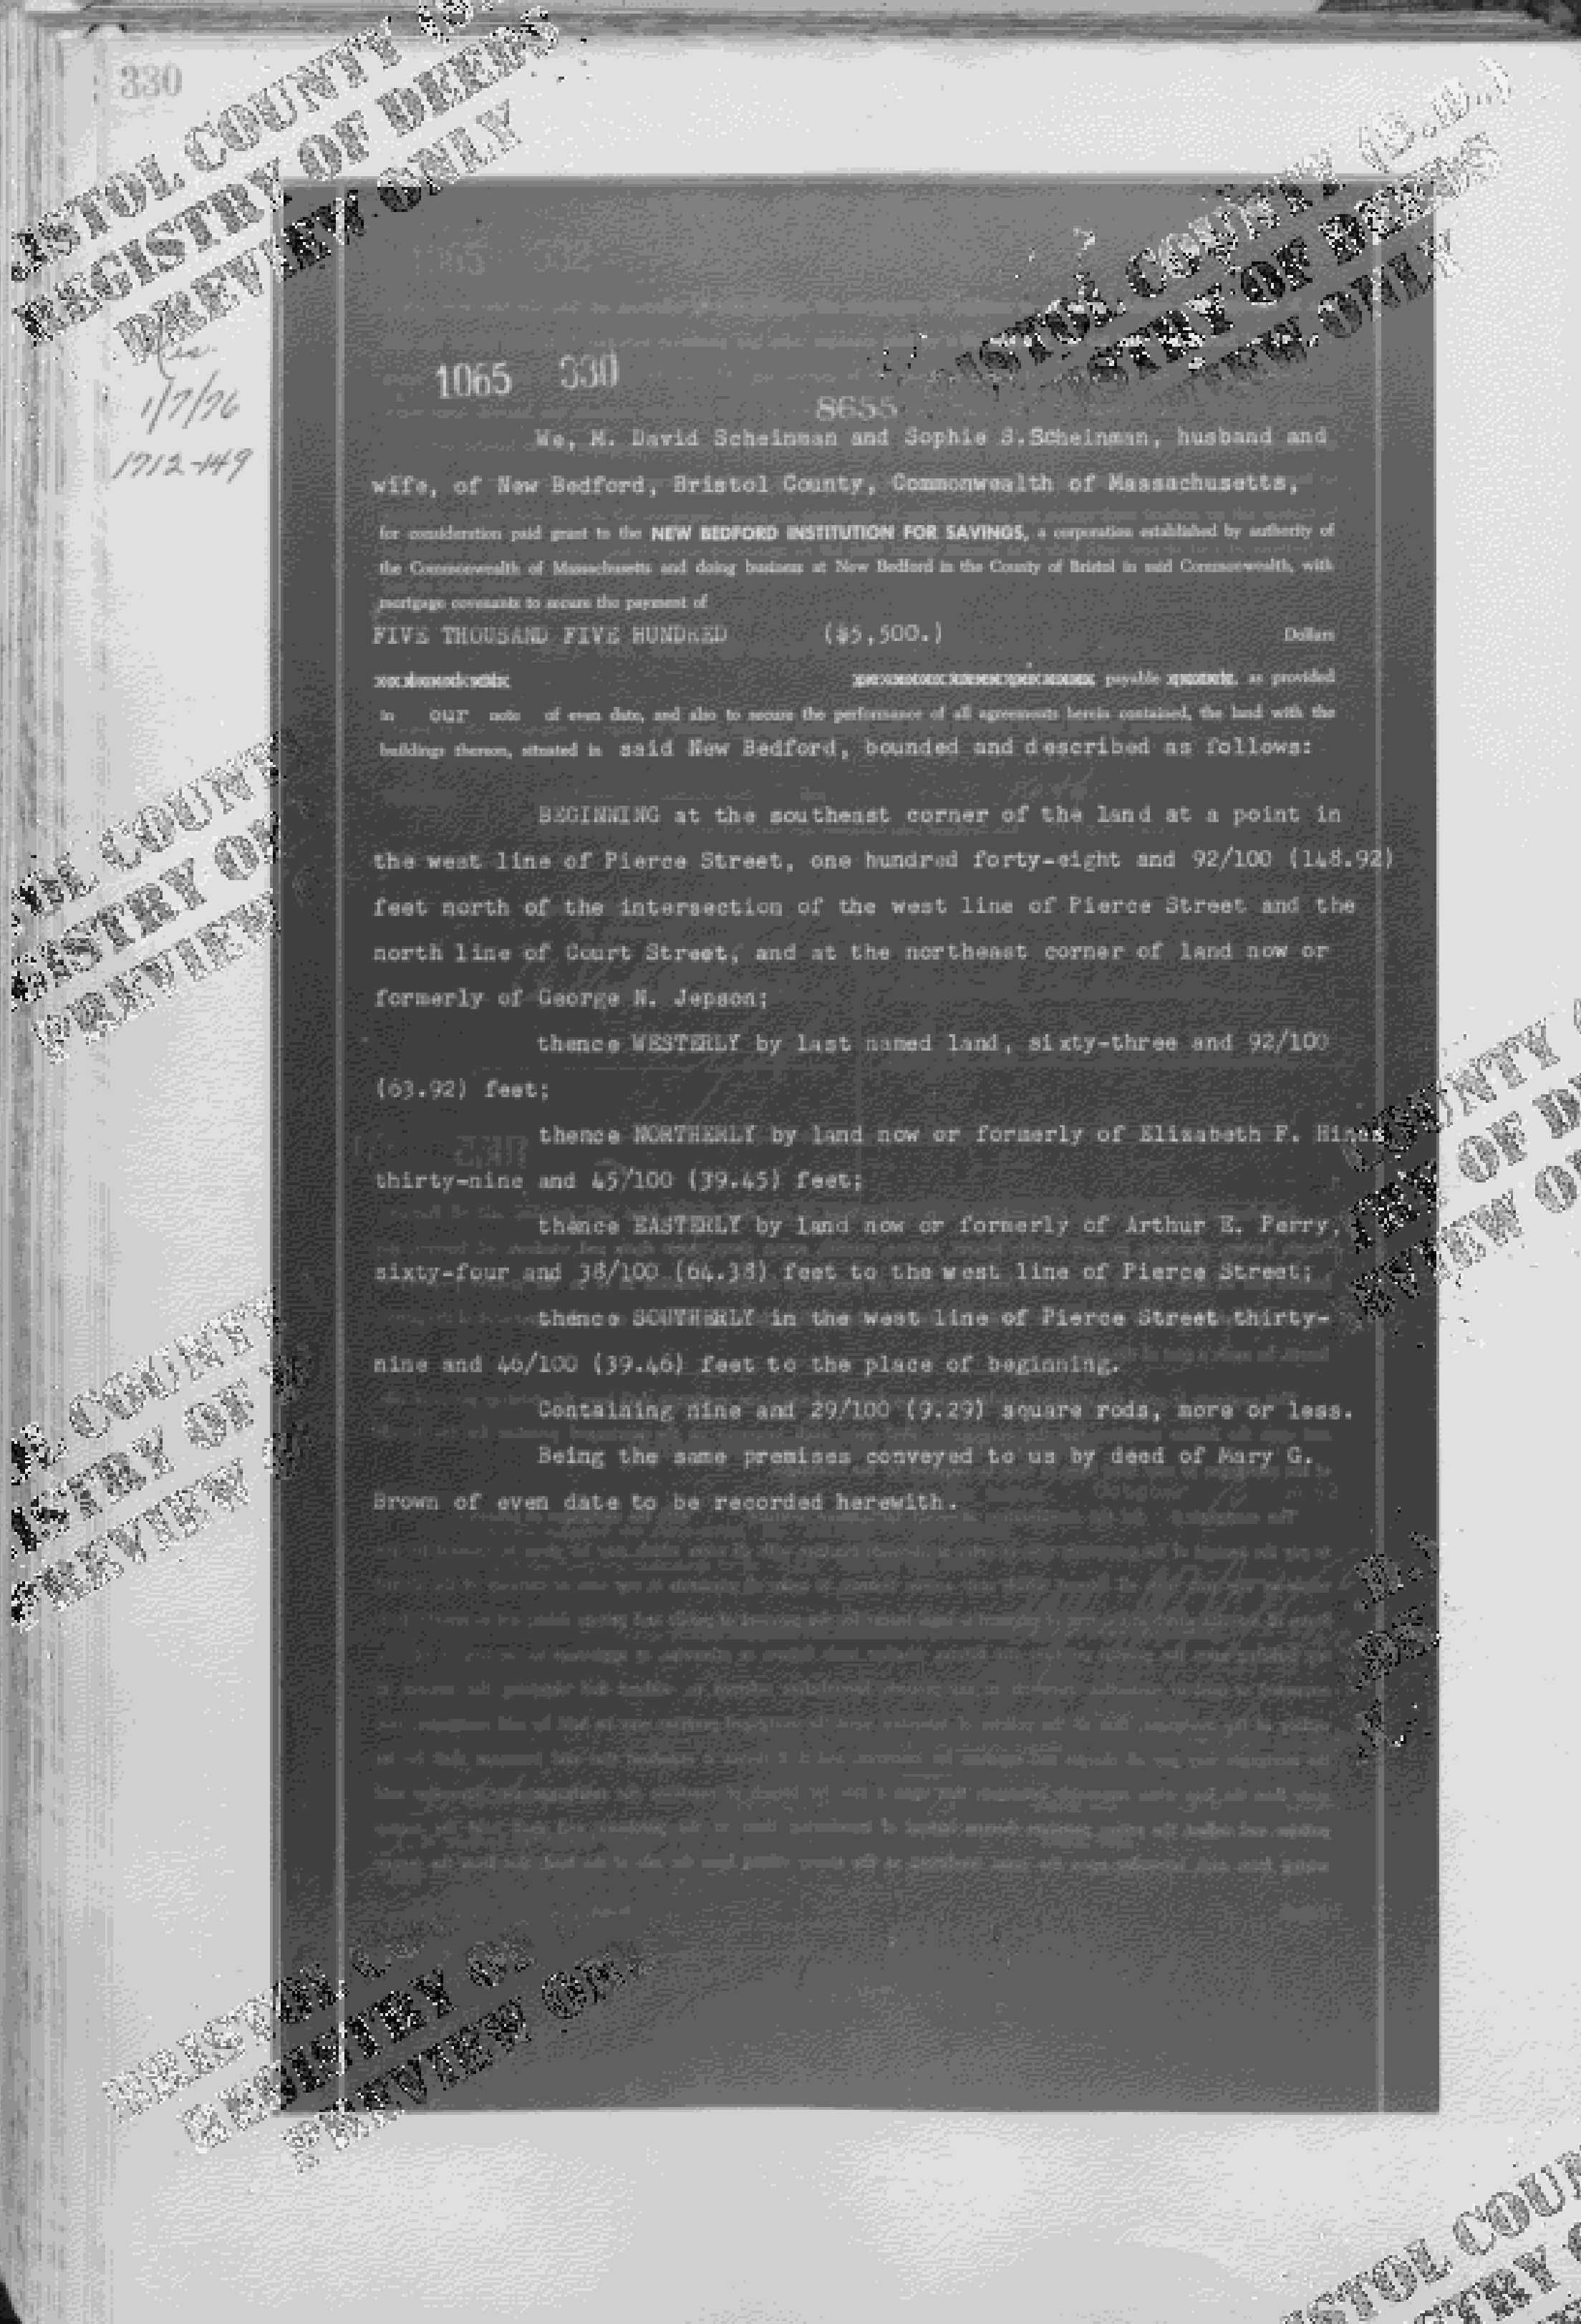 330
1/7/76
1712-149
1065 330
8655
We, M. David Scheinman and Sophie S.Scheinman, husband and
wife, of New Bedford, Bristol County, Commonwealth of Massachusetts,
for consideration paid grant to the NEW BEDFORD INSTITUTION FOR SAVINGS, a corporation established by authority of
the Commonwealth of Massachusetts and doing business at New Bedford in the County of Bristol in said Commonwealth, with
mortgage covenants to secure the payment of
FIVE THOUSAND FIVE HUNDRED ($5,500.) Dollars
payable as provided
in our note of even date, and also to secure the performance of all agreements herein contained, the land with the
buildings thereon, situated in said New Bedford, bounded and described as follows:
BEGINNING at the southeast corner of the land at a point in
the west line of Pierce Street, one hundred forty-eight and 92/100 (148.92)
feet north of the intersection of the west line of Pierce Street and the
north line of Court Street, and at the northeast corner of land now or
formerly of George N. Jepson;
thence WESTERLY by last named land, sixty-three and 92/100
(63.92) feet;
thence NORTHERLY by land now or formerly of Elizabeth F.
thirty-nine and 45/100 (39.45) feet;
thence EASTERLY by land now or formerly of Arthur E. Perry,
sixty-four and 38/100 (64.38) feet to the west line of Pierce Street;
thence SOUTHERLY in the west line of Pierce Street thirty-
nine and 46/100 (39.46) feet to the place of beginning.
Containing nine and 29/100 (9.29) square rods, more or less.
Being the same premises conveyed to us by deed of Mary G.
Brown of even date to be recorded herewith.